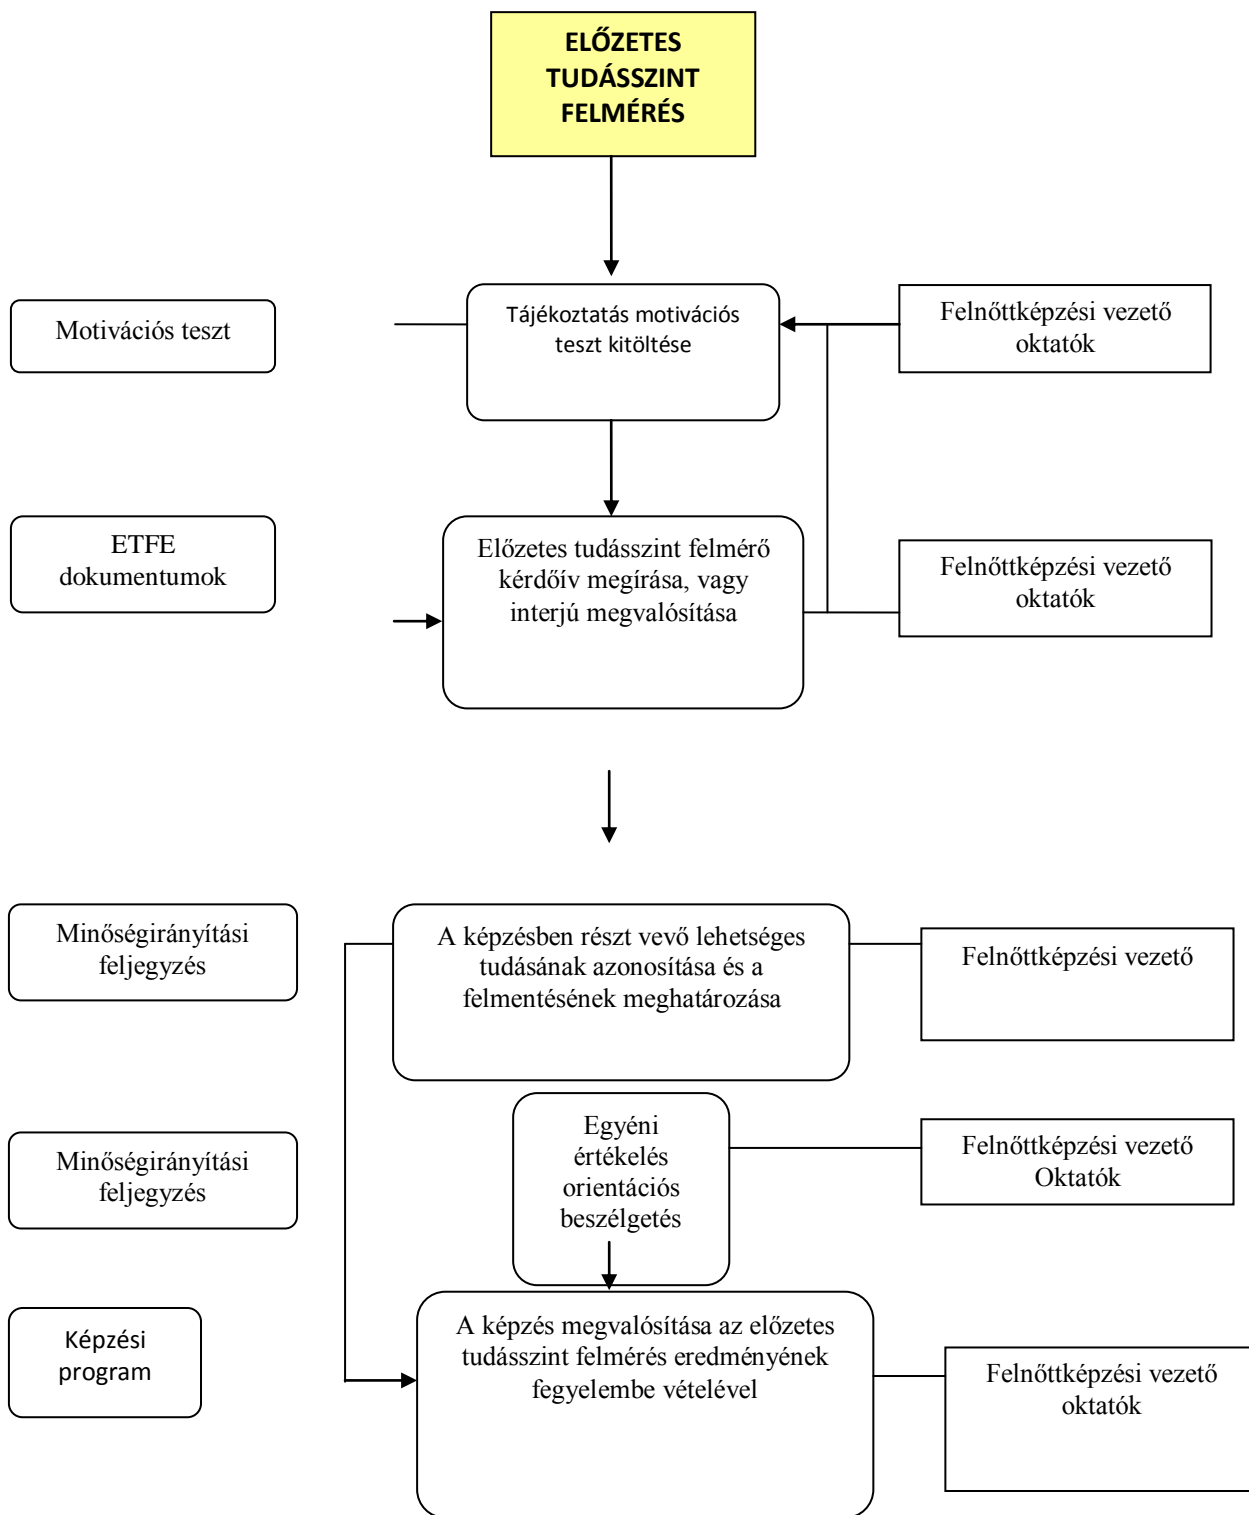 ELŐZETES
TUDÁSSZINT
FELMÉRÉS
Motivációs teszt
Tájékoztatás motivációs
teszt kitöltése
Felnőttképzési vezető
oktatók
ETFE
dokumentumok
Előzetes tudásszint felmérő
kérdőív megírása, vagy
interjú megvalósítása
Felnőttképzési vezető
oktatók
Minőségirányítási
feljegyzés
A képzésben részt vevő lehetséges
tudásának azonosítása és a
felmentésének meghatározása
Felnőttképzési vezető
Minőségirányítási
feljegyzés
Egyéni
értékelés
orientációs
beszélgetés
Felnőttképzési vezető
Oktatók
Képzési
program
A képzés megvalósítása az előzetes
tudásszint felmérés eredményének
fegyelembe vételével
Felnőttképzési vezető
oktatók